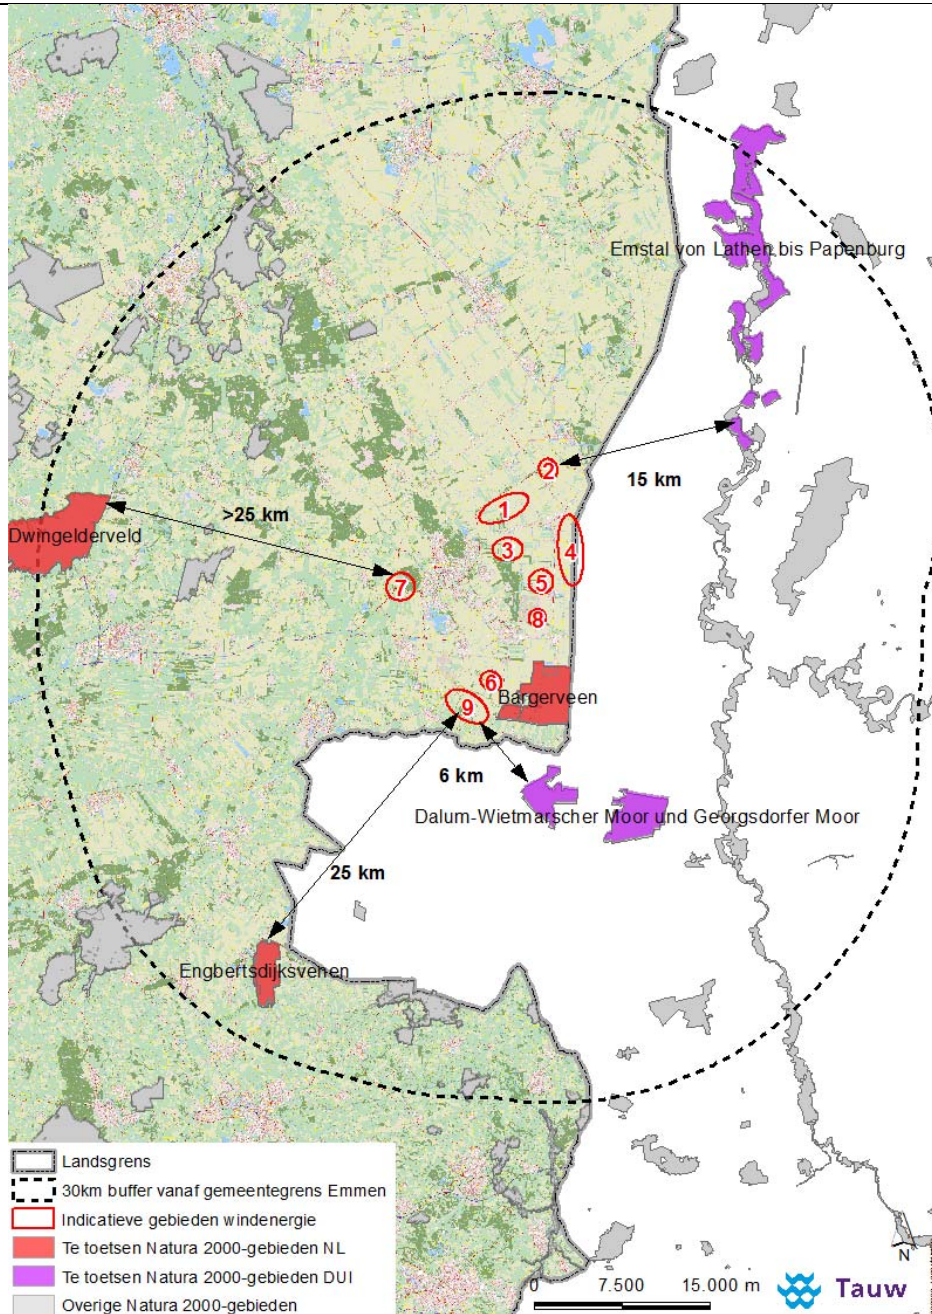 Emstal von Lathen bis Papenburg
2
15 km
1
>25 km
Dwingelderveld
3
4
7
5
8
6
Bargerveen
9
6 km
Dalum-Wietmarscher Moor und Georgsdorfer Moor
25 km
Engbertsdijksvenen
Landsgrens
30km buffer vanaf gemeentegrens Emmen
Indicatieve gebieden windenergie
Te toetsen Natura 2000-gebieden NL
Te toetsen Natura 2000-gebieden DUI
Overige Natura 2000-gebieden
0 7.500 15.000 m
Tauw
N